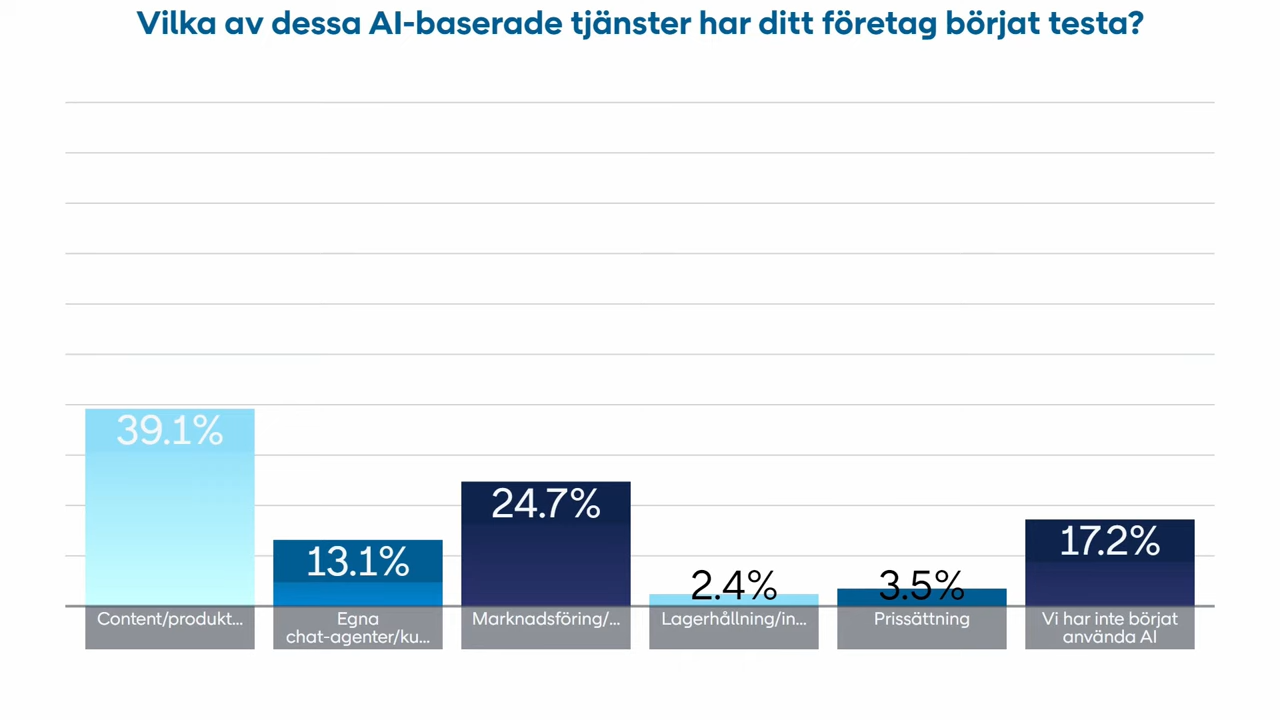 Vilka av dessa AI-baserade tjänster har ditt företag börjat testa?
39.1%
13.1%
24.7%
2.4%
3.5%
17.2%
Content/produkt...
Egna
chat-agenter/ku...
Marknadsföring/...
Lagerhållning/in...
Prissättning
Vi har inte börjat
använda AI